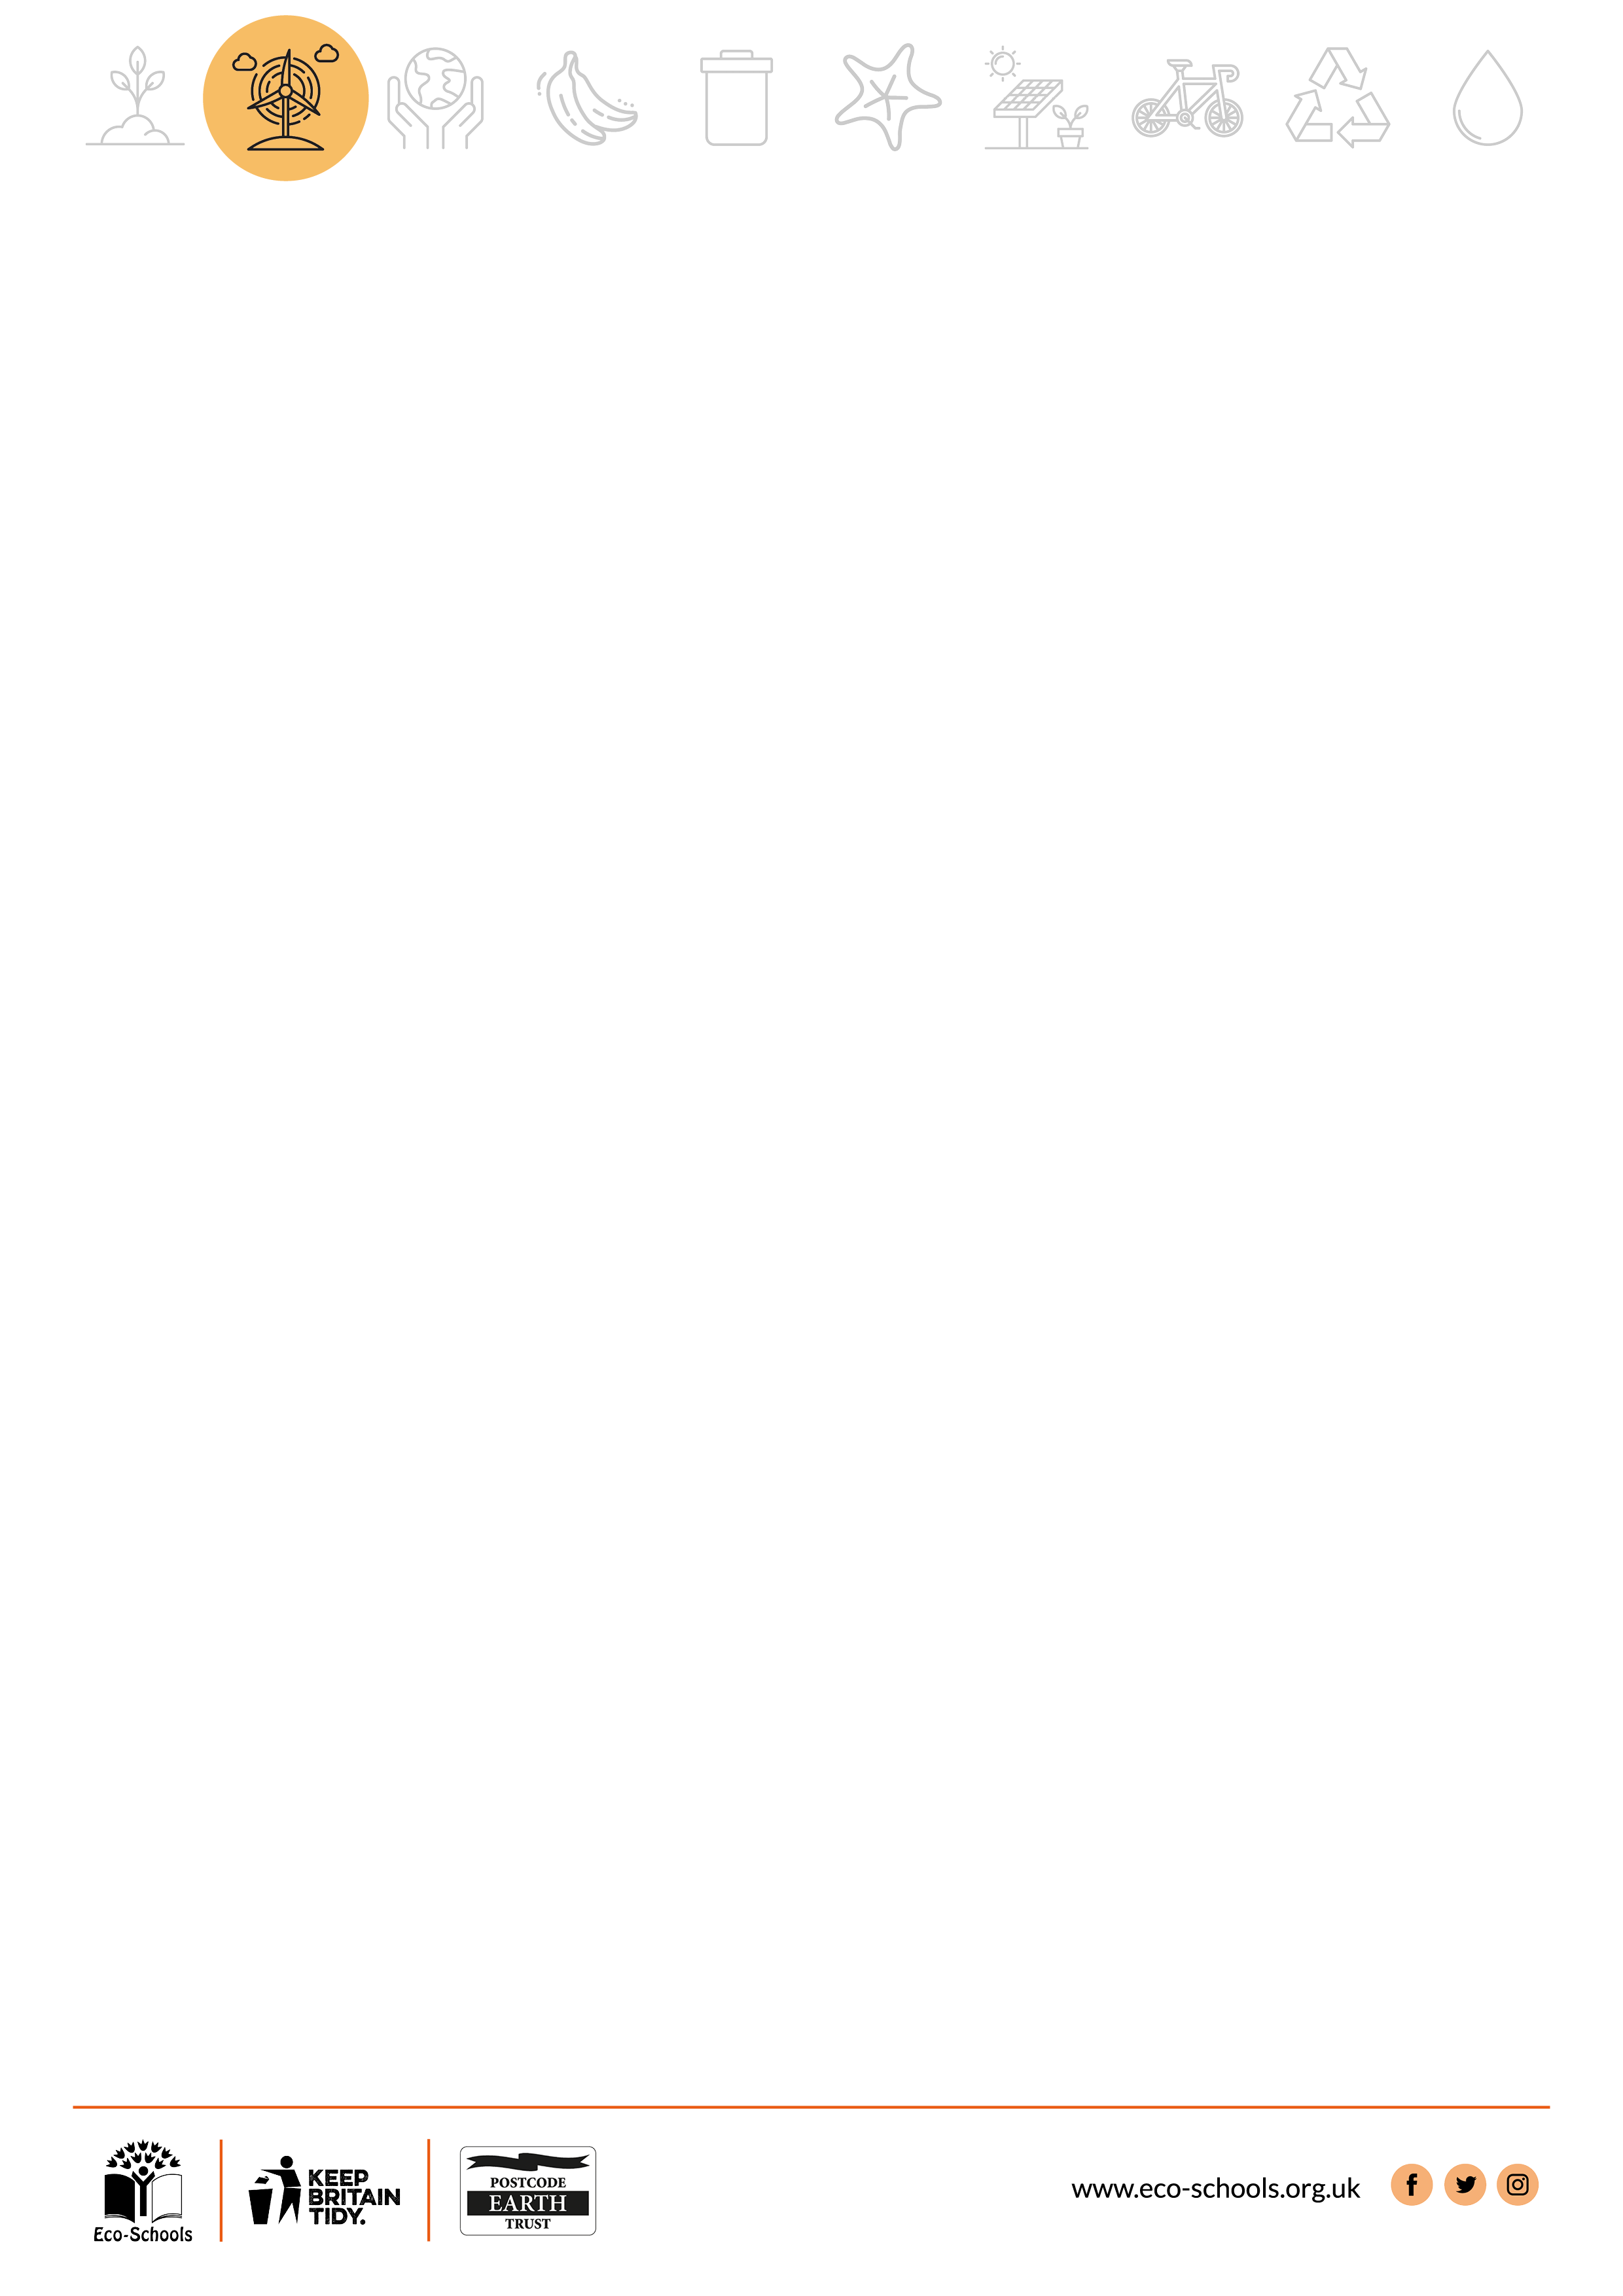 Eco-Schools
KEEP
BRITAIN
TIDY.
POSTCODE
EARTH
TRUST
www.eco-schools.org.uk